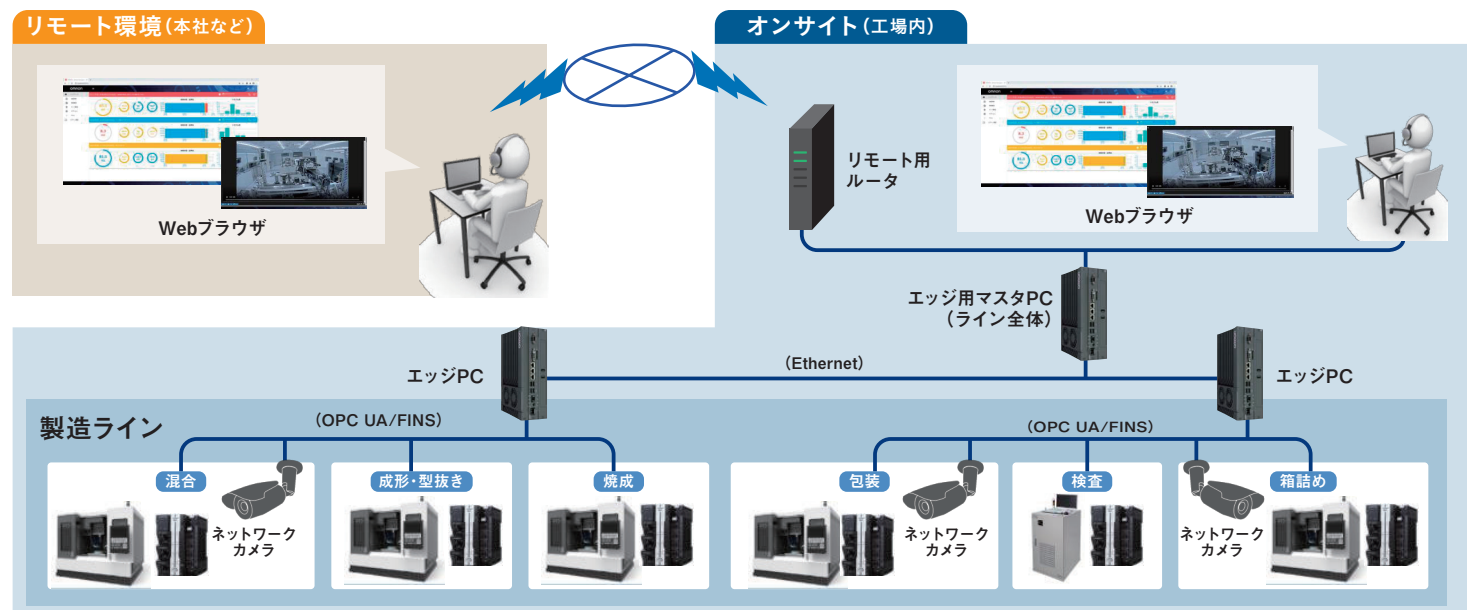 リモート環境(本社など)
オンサイト(工場内)
OMRON
Webブラウザ
リモート用
ルータ
OMRON
Webブラウザ
エッジ用マスタPC
(ライン全体)
エッジPC
(Ethernet)
エッジPC
製造ライン
(OPC UA/FINS)
(OPC UA/FINS)
混合
ネットワーク
カメラ
成形・型抜き
焼成
包装
ネットワーク
カメラ
検査
箱詰め
ネットワーク
カメラ